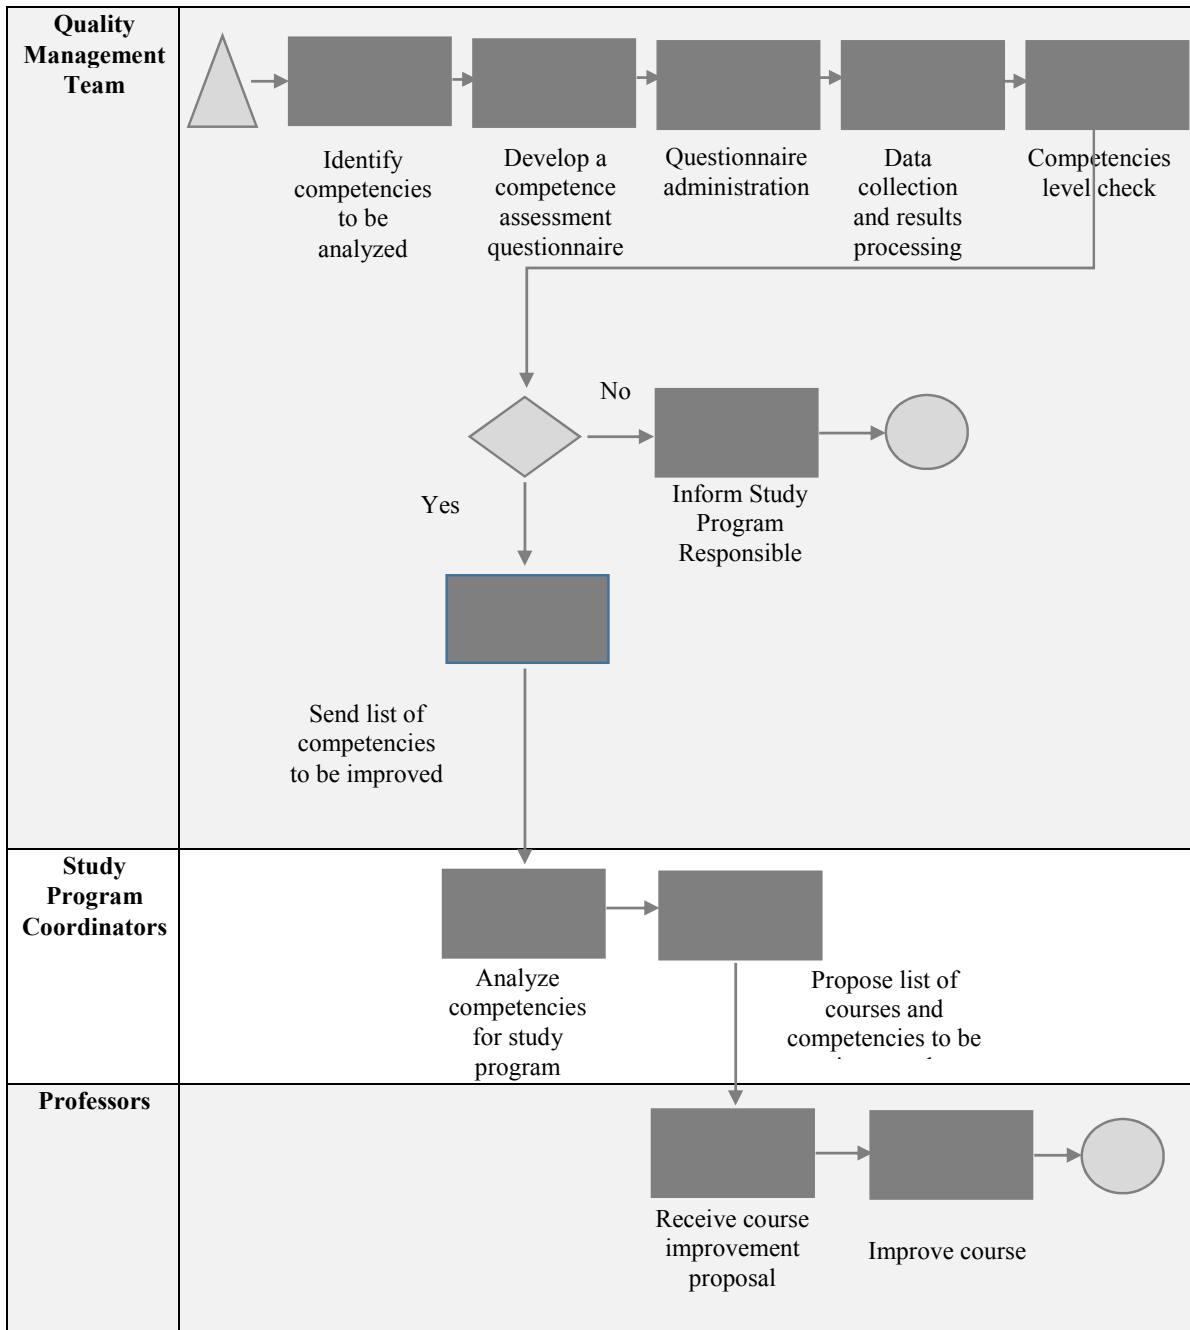 Quality
Management
Team
Identify
competencies
to be
analyzed
Develop a
competence
assessment
questionnaire
Questionnaire
administration
Data
collection
and results
processing
Competencies
level check
No
Inform Study
Program
Responsible
Yes
Send list of
competencies
to be improved
Study
Program
Coordinators
Analyze
competencies
for study
program
Propose list of
courses and
competencies to be
Professors
Receive course
improvement
proposal
Improve course